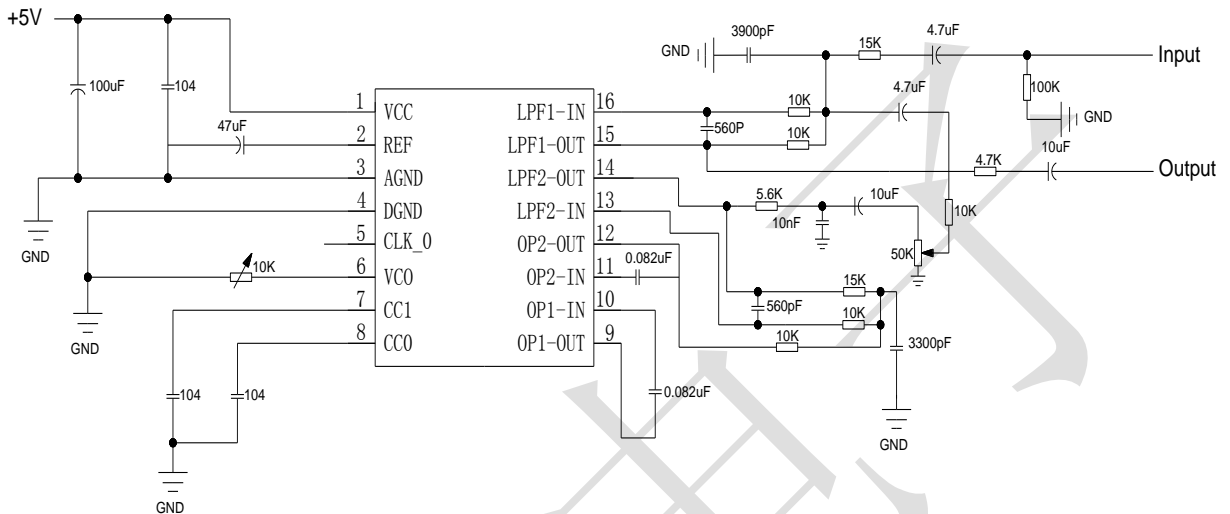 +5V
3900pF
GND
15K
4.7uF
Input
100uF
104
100K
GND
4.7uF
47uF
1 VCC LPF1-IN 16
10K
560P
2 REF LPF1-OUT 15
10K
3 AGND LPF2-OUT 14
4.7K
10uF
Output
4 DGND LPF2-IN 13
5.6K
10uF
10nF
10K
GND
5 CLK_O OP2-OUT 12
50K
10K
6 VCO OP2-IN 11
0.082uF
15K
7 CC1 OP1-IN 10
560pF
10K
GND
8 CCO OP1-OUT 9
10K
3300pF
104
104
0.082uF
GND
GND